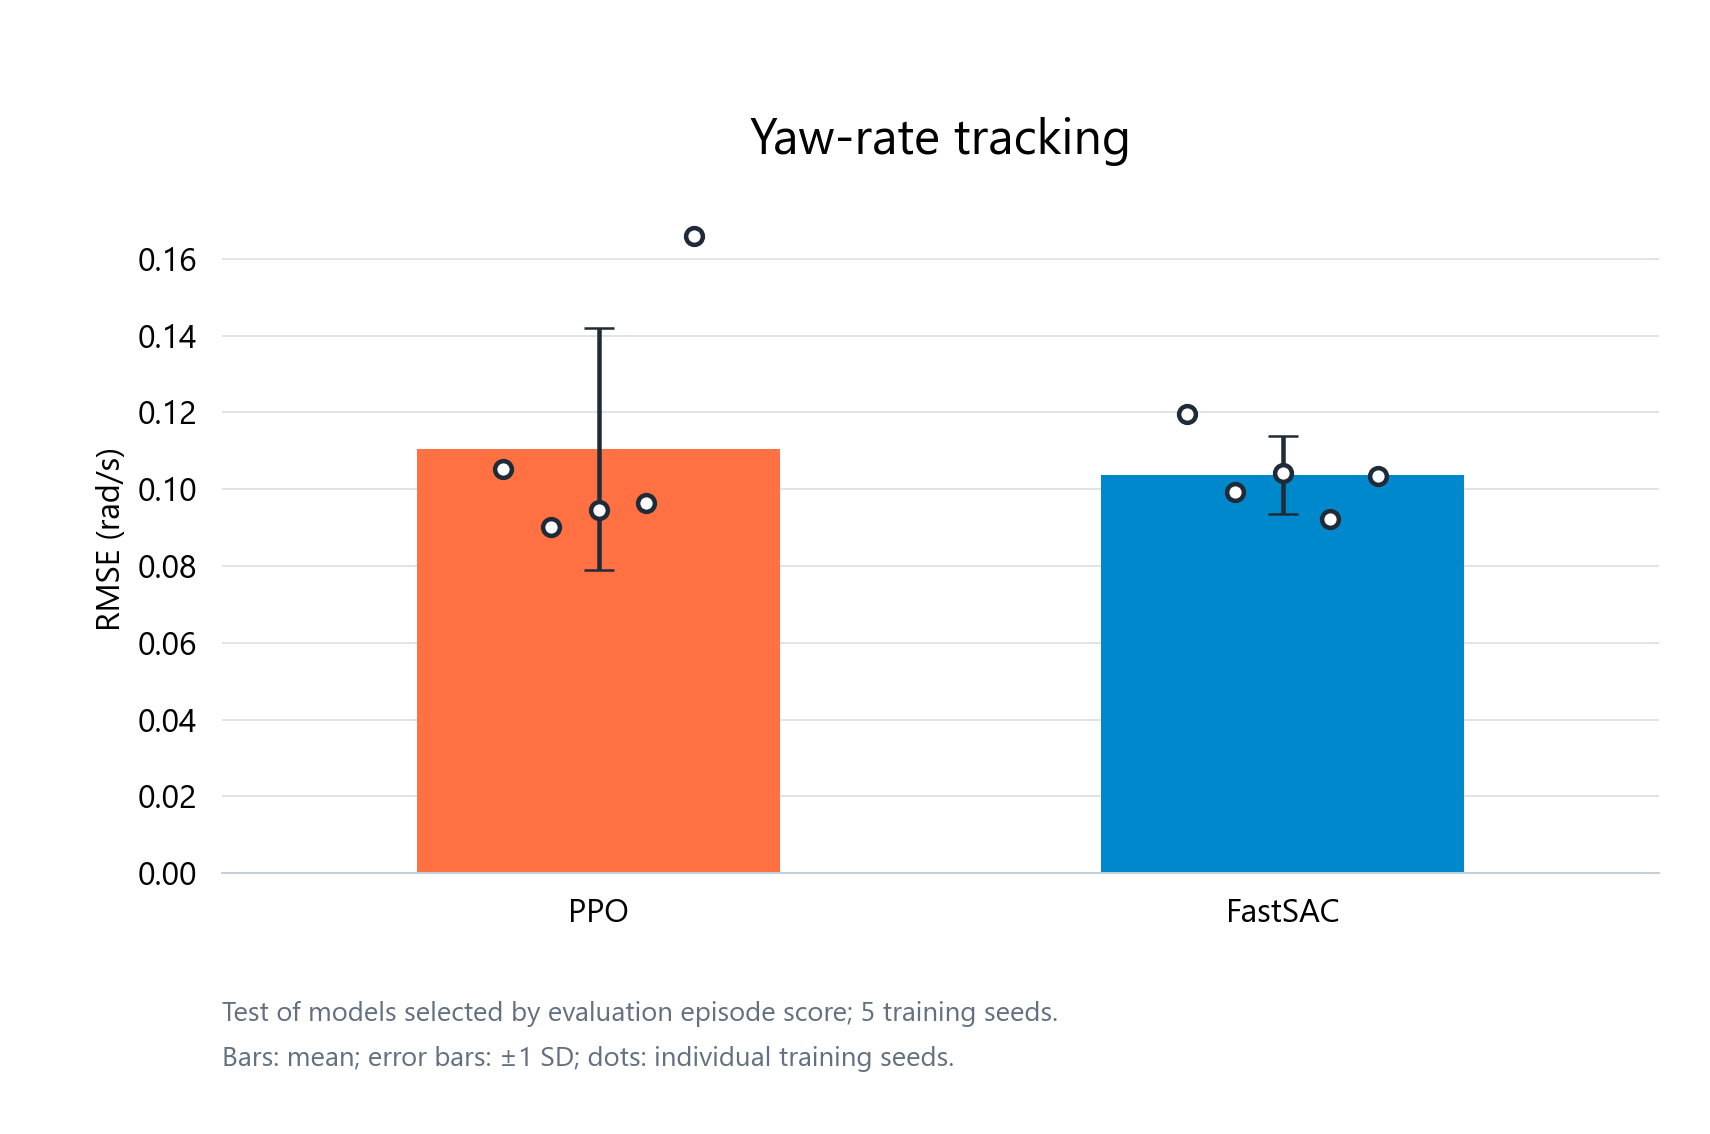 Yaw-rate tracking
RMSE (rad/s)
0.16
0.14
0.12
0.10
0.08
0.06
0.04
0.02
0.00
PPO
FastSAC
Test of models selected by evaluation episode score; 5 training seeds.
Bars: mean; error bars: ±1 SD; dots: individual training seeds.